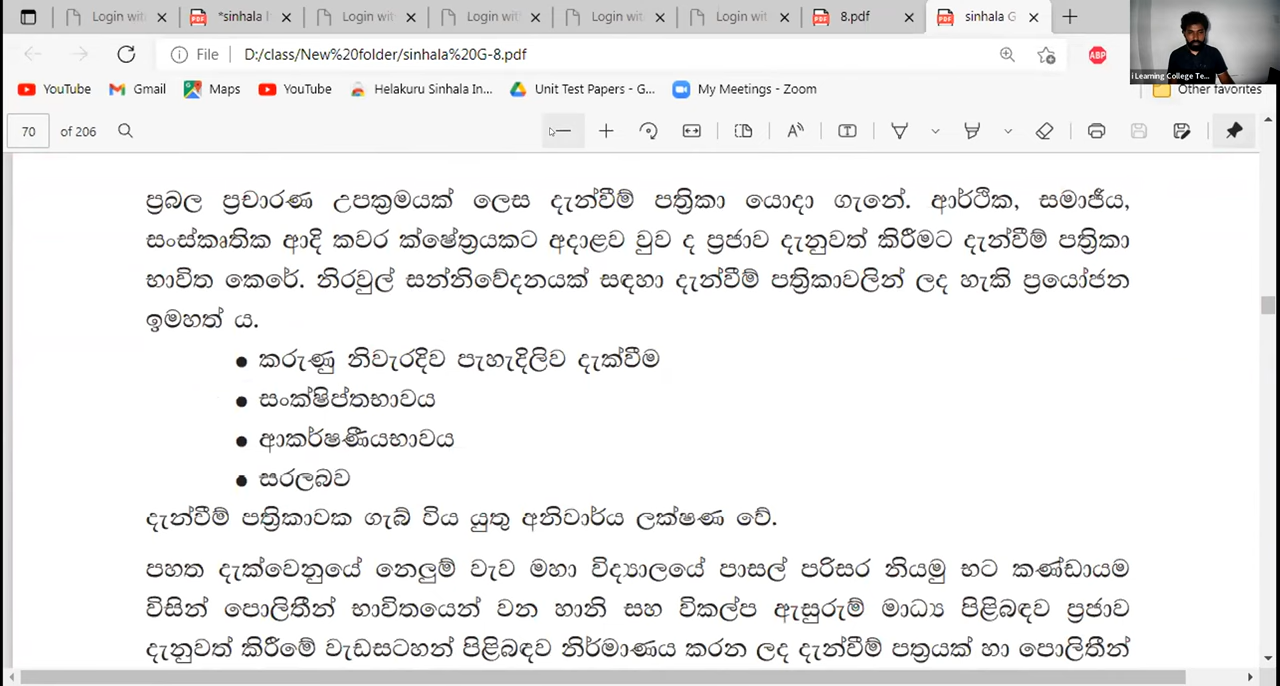 Login wit
*sinhala l
Login wit
Login wit
Login wit
Login wit
8.pdf
sinhala G
File D:/class/New%20folder/sinhala%20G-8.pdf
ABP
i Learning College Te...
YouTube Gmail Maps YouTube Helakuru Sinhala In... Unit Test Papers - G... My Meetings - Zoom Other favorites
70 of 206
ප්‍රබල ප්‍රචාරණ උපක්‍රමයක් ලෙස දැන්වීම් පත්‍රිකා යොදා ගැනේ. ආර්ථික, සමාජීය,
සංස්කෘතික ආදි කවර ක්ෂේත්‍රයකට අදාළව වුව ද ප්‍රජාව දැනුවත් කිරීමට දැන්වීම් පත්‍රිකා
භාවිත කෙරේ. නිරවුල් සන්නිවේදනයක් සඳහා දැන්වීම් පත්‍රිකාවලින් ලද හැකි ප්‍රයෝජන
ඉමහත් ය.
• කරුණු නිවැරදිව පැහැදිලිව දැක්වීම
• සංක්ෂිප්තභාවය
• ආකර්ෂණීයභාවය
• සරලබව
දැන්වීම් පත්‍රිකාවක ගැබ් විය යුතු අනිවාර්ය ලක්ෂණ වේ.
පහත දැක්වෙනුයේ නෙලුම් වැව මහා විද්‍යාලයේ පාසල් පරිසර නියමු භට කණ්ඩායම
විසින් පොලිතීන් භාවිතයෙන් වන හානි සහ විකල්ප ඇසුරුම් මාධ්‍ය පිළිබඳව ප්‍රජාව
දැනුවත් කිරීමේ වැඩසටහන් පිළිබඳව නිර්මාණය කරන ලද දැන්වීම් පත්‍රයක් හා පොලිතීන්